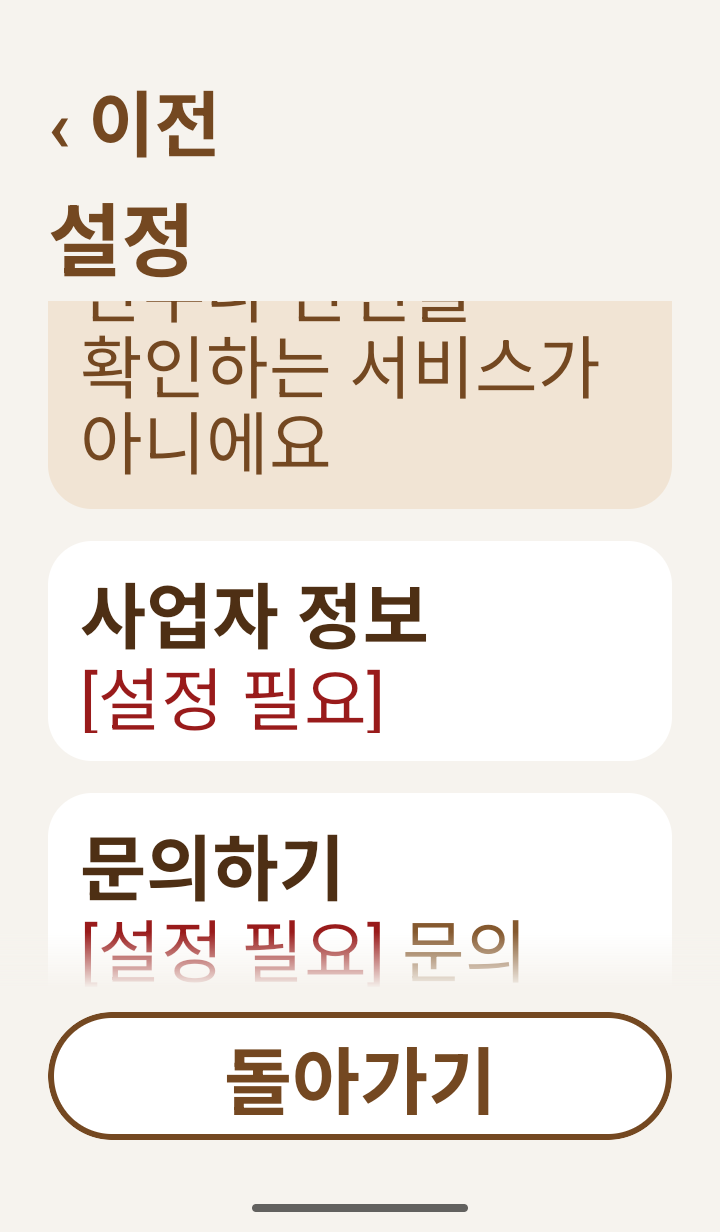 ‹ 이전
설정
확인하는 서비스가
아니에요
사업자 정보
[설정 필요]
문의하기
[설정 필요] 문의
돌아가기